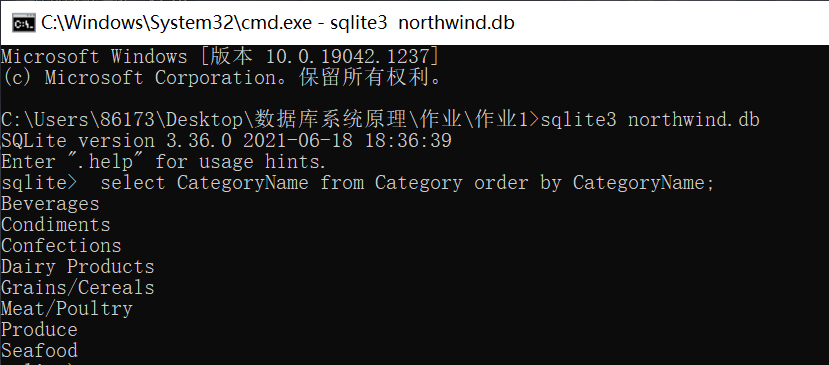 C:\Windows\System32\cmd.exe - sqlite3 northwind.db
Microsoft Windows [版本 10.0.19042.1237]
(c) Microsoft Corporation。保留所有权利。
C:\Users\86173\Desktop\数据库系统原理\作业\作业1>sqlite3 northwind.db
SQLite version 3.36.0 2021-06-18 18:36:39
Enter ".help" for usage hints.
sqlite>  select CategoryName from Category order by CategoryName;
Beverages
Condiments
Confections
Dairy Products
Grains/Cereals
Meat/Poultry
Produce
Seafood